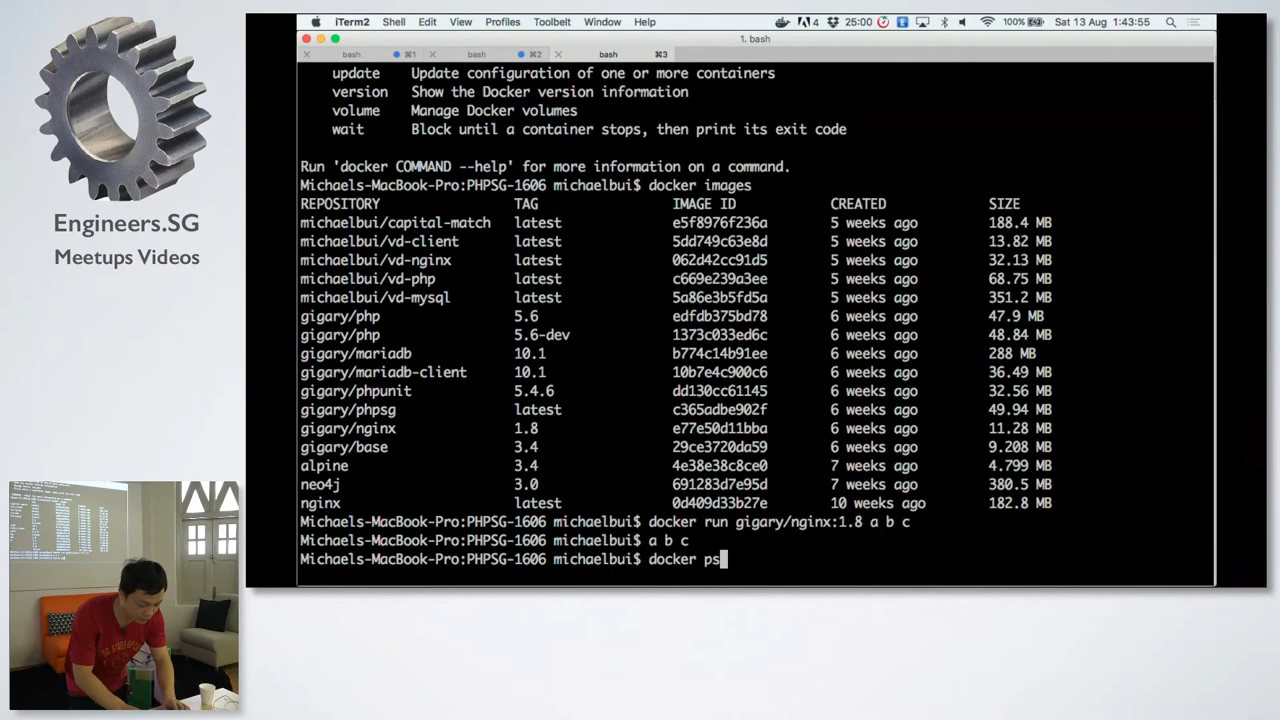 iTerm2 Shell Edit View Profiles Toolbelt Window Help 4 25:00 100% Sat 13 Aug 1:43:55
1. bash
bash ⌘1 bash ⌘2 bash ⌘3
update Update configuration of one or more containers
version Show the Docker version information
volume Manage Docker volumes
wait Block until a container stops, then print its exit code
Run 'docker COMMAND --help' for more information on a command.
Michaels-MacBook-Pro:PHPSG-1606 michaelbui$ docker images
REPOSITORY TAG IMAGE ID CREATED SIZE
michaelbui/capital-match latest e5f8976f236a 5 weeks ago 188.4 MB
michaelbui/vd-client latest 5dd749c63e8d 5 weeks ago 13.82 MB
michaelbui/vd-nginx latest 062d42cc91d5 5 weeks ago 32.13 MB
michaelbui/vd-php latest c669e239a3ee 5 weeks ago 68.75 MB
michaelbui/vd-mysql latest 5a86e3b5fd5a 5 weeks ago 351.2 MB
gigary/php 5.6 edfdb375bd78 6 weeks ago 47.9 MB
gigary/php 5.6-dev 1373c033ed6c 6 weeks ago 48.84 MB
gigary/mariadb 10.1 b774c14b91ee 6 weeks ago 288 MB
gigary/mariadb-client 10.1 10b7e4c900c6 6 weeks ago 36.49 MB
gigary/phpunit 5.4.6 dd130cc61145 6 weeks ago 32.56 MB
gigary/phpsg latest c365adbe902f 6 weeks ago 49.94 MB
gigary/nginx 1.8 e77e50d11bba 6 weeks ago 11.28 MB
gigary/base 3.4 29ce3720da59 6 weeks ago 9.208 MB
alpine 3.4 4e38e38c8ce0 7 weeks ago 4.799 MB
neo4j 3.0 691283d7e95d 7 weeks ago 380.5 MB
nginx latest 0d409d33b27e 10 weeks ago 182.8 MB
Michaels-MacBook-Pro:PHPSG-1606 michaelbui$ docker run gigary/nginx:1.8 a b c
Michaels-MacBook-Pro:PHPSG-1606 michaelbui$ a b c
Michaels-MacBook-Pro:PHPSG-1606 michaelbui$ docker ps
Engineers.SG
Meetups Videos